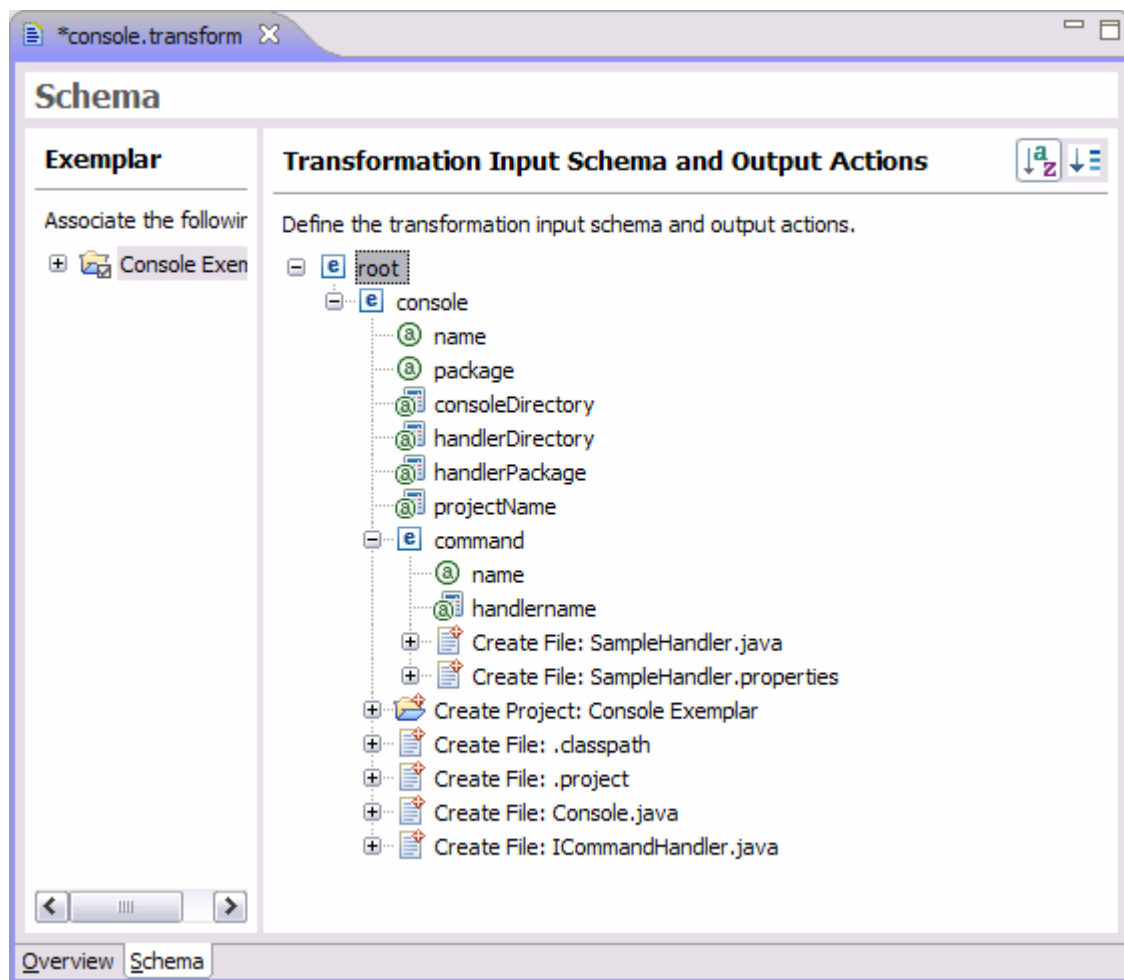 *console.transform
Schema
Exemplar
Associate the followir
Console Exen
Transformation Input Schema and Output Actions
Define the transformation input schema and output actions.
root
console
name
package
consoleDirectory
handlerDirectory
handlerPackage
projectName
command
name
handlername
Create File: SampleHandler.java
Create File: SampleHandler.properties
Create Project: Console Exemplar
Create File: .classpath
Create File: .project
Create File: Console.java
Create File: ICommandHandler.java
Overview Schema